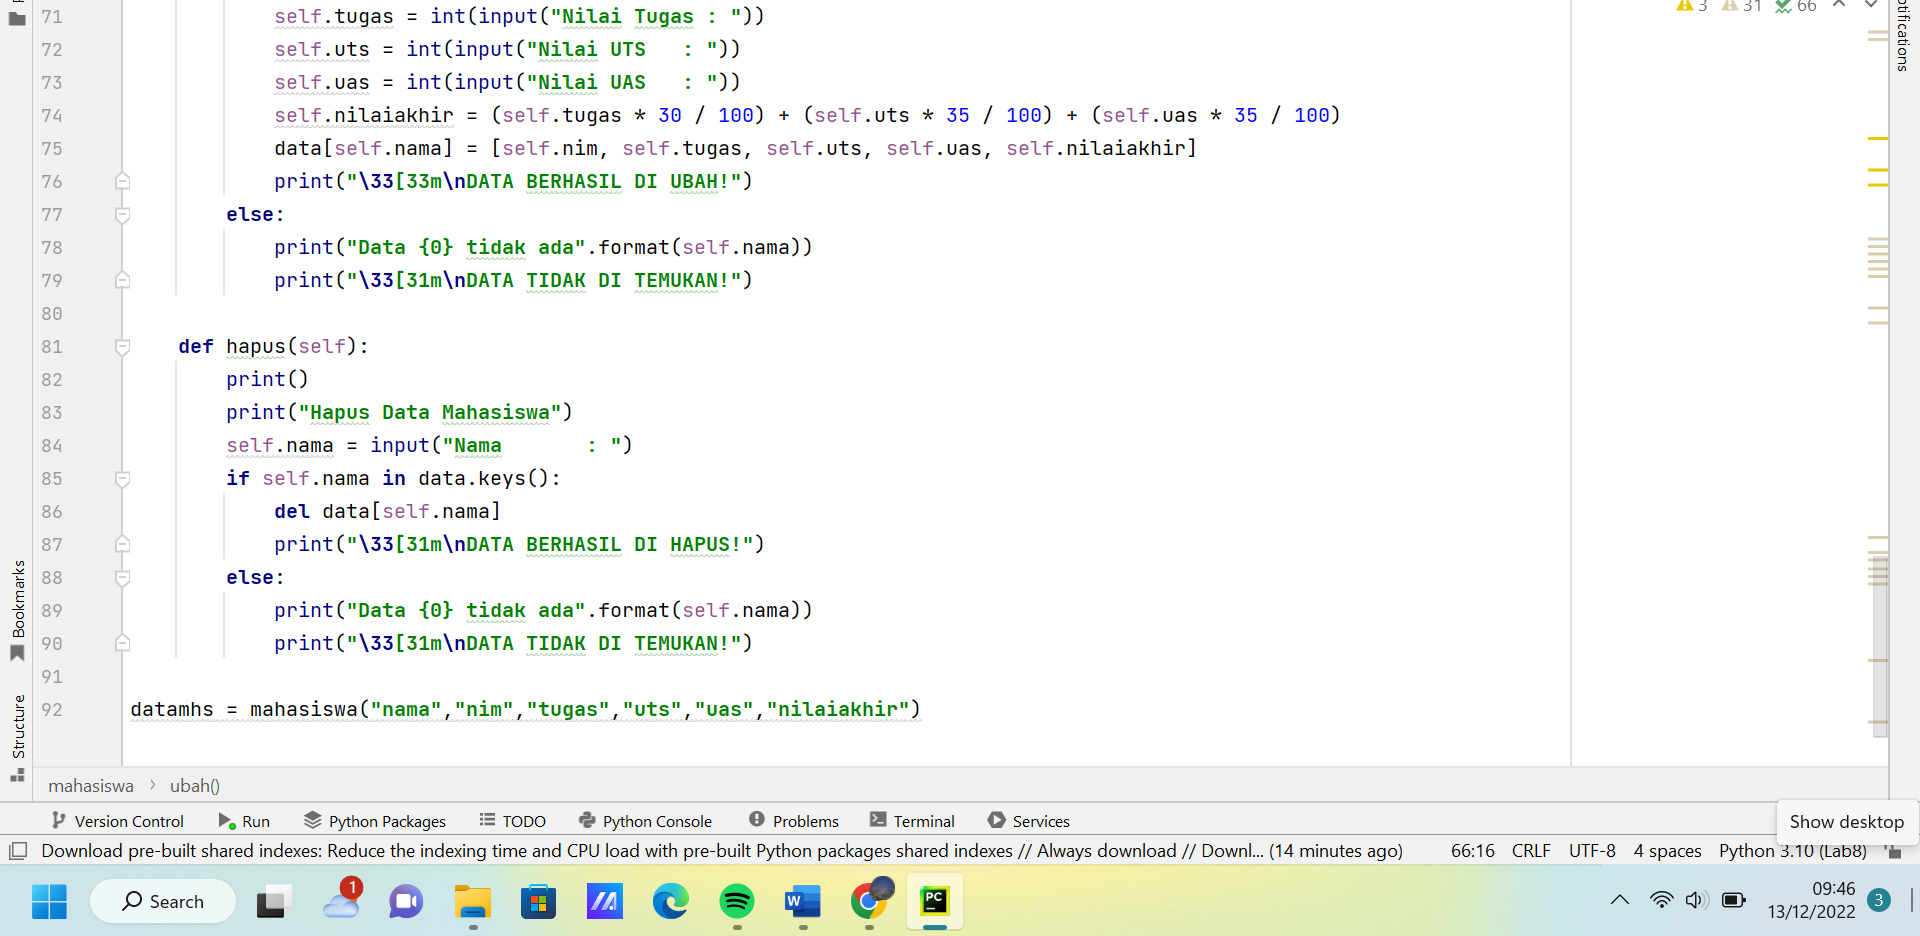 71 self.tugas = int(input("Nilai Tugas : "))
72 self.uts = int(input("Nilai UTS   : "))
73 self.uas = int(input("Nilai UAS   : "))
74 self.nilaiakhir = (self.tugas * 30 / 100) + (self.uts * 35 / 100) + (self.uas * 35 / 100)
75 data[self.nama] = [self.nim, self.tugas, self.uts, self.uas, self.nilaiakhir]
76 print("\33[33m\nDATA BERHASIL DI UBAH!")
77 else:
78 print("Data {0} tidak ada".format(self.nama))
79 print("\33[31m\nDATA TIDAK DI TEMUKAN!")
80
81 def hapus(self):
82 print()
83 print("Hapus Data Mahasiswa")
84 self.nama = input("Nama       : ")
85 if self.nama in data.keys():
86 del data[self.nama]
87 print("\33[31m\nDATA BERHASIL DI HAPUS!")
88 else:
89 print("Data {0} tidak ada".format(self.nama))
90 print("\33[31m\nDATA TIDAK DI TEMUKAN!")
91
92 datamhs = mahasiswa("nama","nim","tugas","uts","uas","nilaiakhir")
3 31 66
Bookmarks
Structure
mahasiswa › ubah()
Version Control Run Python Packages TODO Python Console Problems Terminal Services
Show desktop
Download pre-built shared indexes: Reduce the indexing time and CPU load with pre-built Python packages shared indexes // Always download // Downl... (14 minutes ago) 66:16 CRLF UTF-8 4 spaces Python 3.10 (Lab8)
Search 1 W PC 09:46
13/12/2022 3